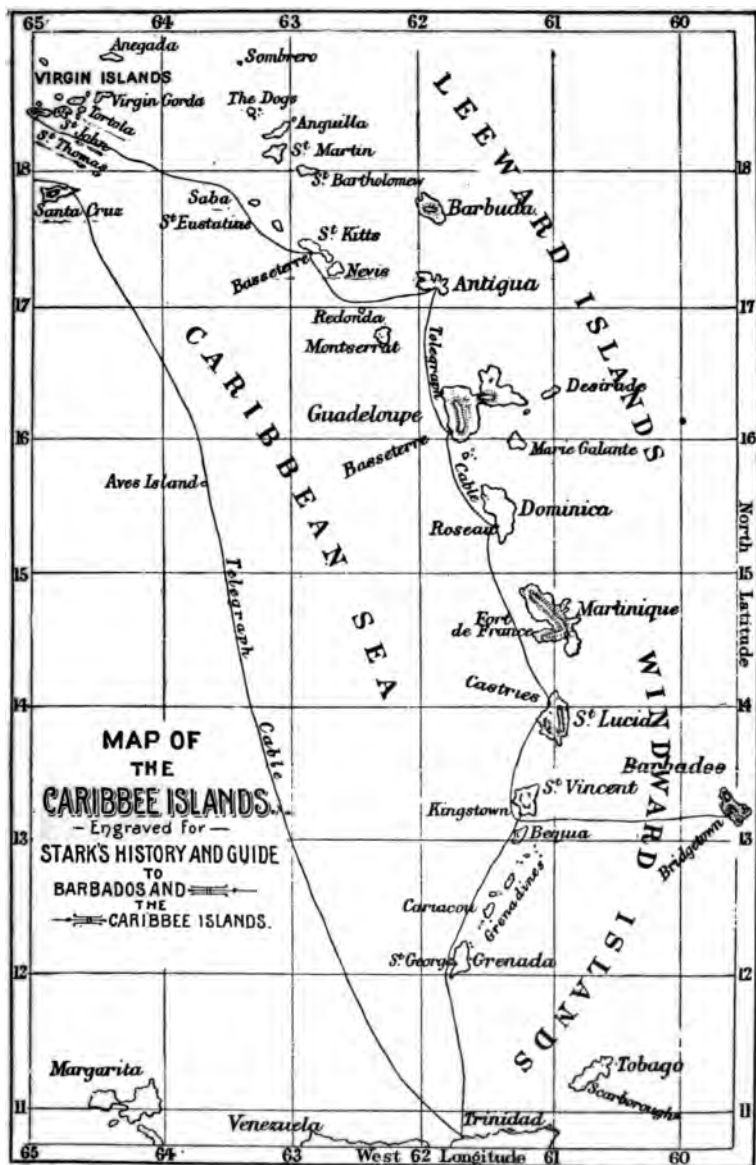 65 64 63 62 61 60
Anegada
Sombrero
VIRGIN ISLANDS
Virgin Gorda
The Dogs
Tortola
Anguilla
St John
St Martin
St Thomas
18
18
St Bartholomew
LEEWARD ISLANDS
Santa Cruz
Saba
Barbuda
St Eustatius
St Kitts
Basseterre
Nevis
Antigua
17
17
Redonda
Montserrat
Telegraph
CARIBBEAN SEA
Desirade
Guadeloupe
16
16
Basseterre
Marie Galante
Cable
Aves Island
Dominica
Roseau
15
15
North Latitude
Telegraph
Martinique
Fort
de France
Castries
14
14
St Lucia
Cable
MAP OF
THE
CARIBBEE ISLANDS.
Engraved for
STARK'S HISTORY AND GUIDE
TO
BARBADOS AND
THE
CARIBBEE ISLANDS.
WINDWARD ISLANDS
Barbados
St Vincent
Kingstown
13
13
Bequia
Bridgetown
Cariacou
Grenadines
St George
Grenada
12
12
Margarita
Tobago
Scarborough
11
11
Venezuela
Trinidad
65 64 63 West 62 Longitude 61 60